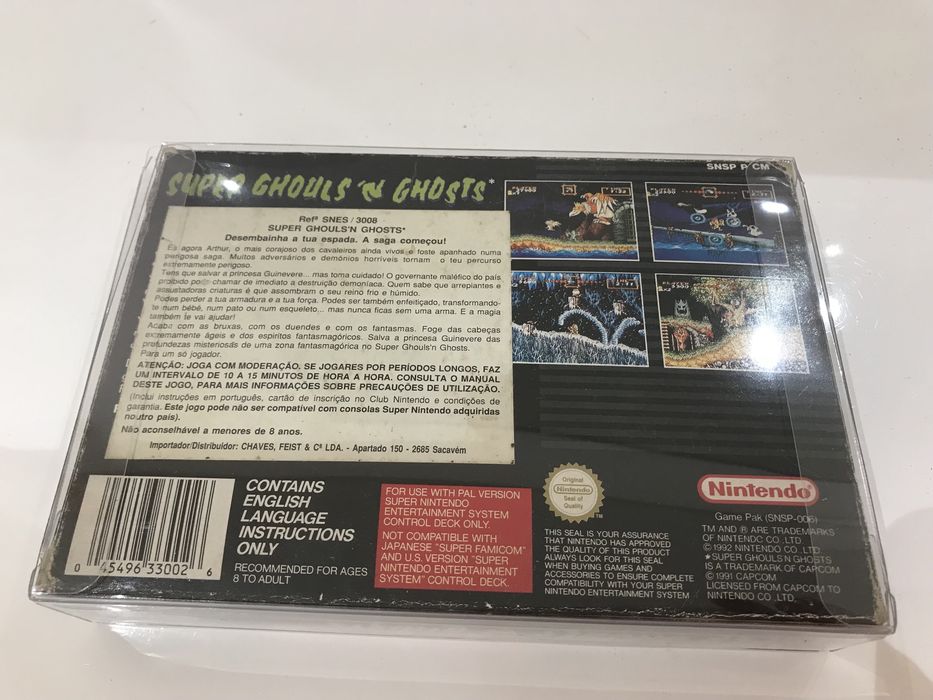 SNSP P CM
SUPER GHOULS 'N GHOSTS*
Refª SNES / 3008
SUPER GHOULS'N GHOSTS*
Desembainha a tua espada. A saga começou!
És agora Arthur, o mais corajoso dos cavaleiros ainda vivos e foste apanhado numa
perigosa saga. Muitos adversários e demónios horríveis tornam o teu percurso
extremamente perigoso.
Tens que salvar a princesa Guinevere... mas toma cuidado! O governante maléfico do país
proibido pode chamar de imediato a destruição demoníaca. Quem sabe que arrepiantes e
assustadoras criaturas é que assombram o seu reino frio e húmido.
Podes perder a tua armadura e a tua força. Podes ser também enfeitiçado, transformando-
te num bébé, num pato ou num esqueleto... mas nunca ficas sem uma arma. E a magia
também te vai ajudar!
Acaba com as bruxas, com os duendes e com os fantasmas. Foge das cabeças
extremamente ágeis e dos espiritos fantasmagóricos. Salva a princesa Guinevere das
profundezas misteriosas de uma zona fantasmagórica no Super Ghouls'n Ghosts.
Para um só jogador.
ATENÇÃO: JOGA COM MODERAÇÃO. SE JOGARES POR PERÍODOS LONGOS, FAZ
UM INTERVALO DE 10 A 15 MINUTOS DE HORA A HORA. CONSULTA O MANUAL
DESTE JOGO, PARA MAIS INFORMAÇÕES SOBRE PRECAUÇÕES DE UTILIZAÇÃO.
(Inclui instruções em português, cartão de inscrição no Club Nintendo e condições de
garantia. Este jogo pode não ser compatível com consolas Super Nintendo adquiridas
noutro país).
Não aconselhável a menores de 8 anos.
Importador/Distribuidor: CHAVES, FEIST & Cª LDA. - Apartado 150 - 2685 Sacavém
0 45496 33002 6
CONTAINS
ENGLISH
LANGUAGE
INSTRUCTIONS
ONLY
RECOMMENDED FOR AGES
8 TO ADULT
FOR USE WITH PAL VERSION
SUPER NINTENDO
ENTERTAINMENT SYSTEM
CONTROL DECK ONLY.
NOT COMPATIBLE WITH
JAPANESE "SUPER FAMICOM"
AND U.S. VERSION "SUPER
NINTENDO ENTERTAINMENT
SYSTEM" CONTROL DECK.
Original
Nintendo
Seal of
Quality
THIS SEAL IS YOUR ASSURANCE
THAT NINTENDO HAS APPROVED
THE QUALITY OF THIS PRODUCT
ALWAYS LOOK FOR THIS SEAL
WHEN BUYING GAMES AND
ACCESSORIES TO ENSURE COMPLETE
COMPATIBILITY WITH YOUR SUPER
NINTENDO ENTERTAINMENT SYSTEM
Nintendo®
Game Pak (SNSP-006)
TM AND ® ARE TRADEMARKS
OF NINTENDO CO. LTD.
© 1992 NINTENDO CO. LTD
*SUPER GHOULS N GHOSTS
IS A TRADEMARK OF CAPCOM
© 1991 CAPCOM
LICENSED FROM CAPCOM TO
NINTENDO CO., LTD.